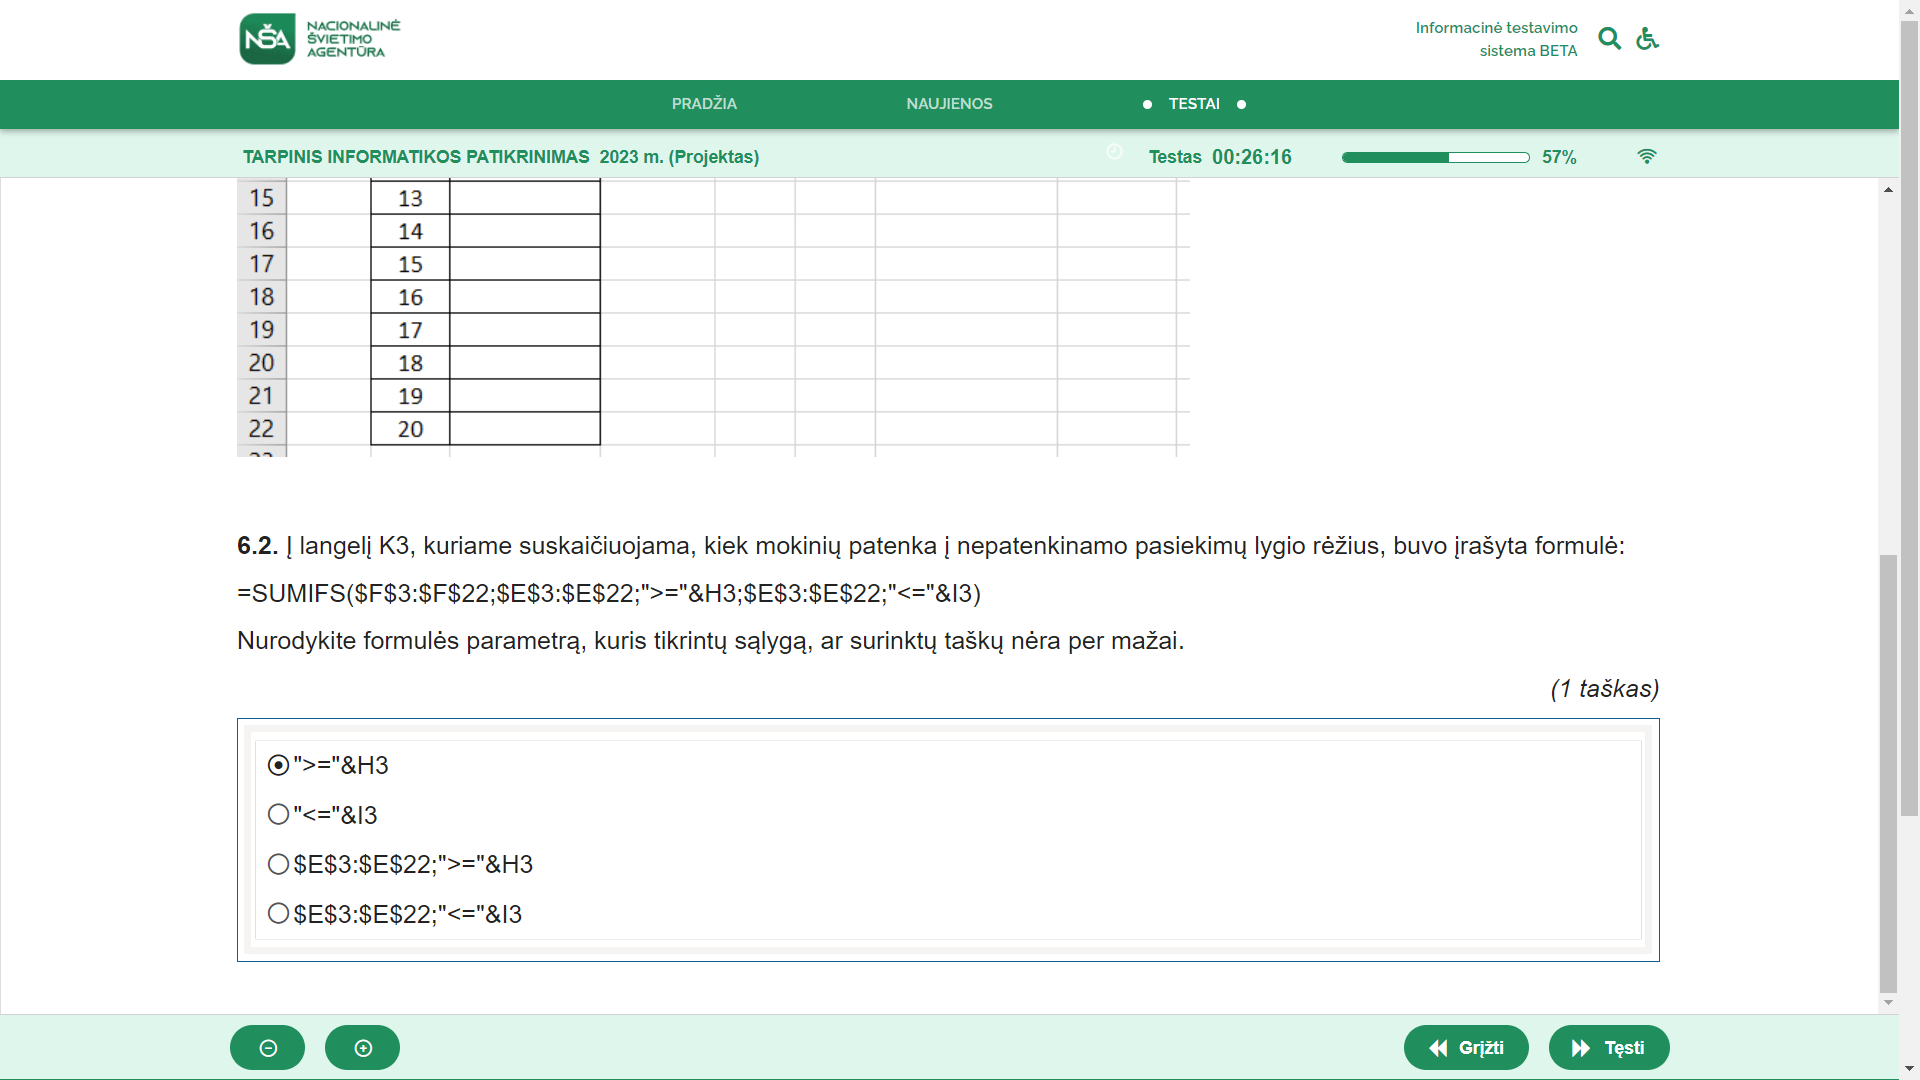 NŠA
NACIONALINĖ
ŠVIETIMO
AGENTŪRA
Informacinė testavimo
sistema BETA
PRADŽIA
NAUJIENOS
TESTAI
TARPINIS INFORMATIKOS PATIKRINIMAS 2023 m. (Projektas)
Testas 00:26:16
57%
15 13
16 14
17 15
18 16
19 17
20 18
21 19
22 20
6.2. Į langelį K3, kuriame suskaičiuojama, kiek mokinių patenka į nepatenkinamo pasiekimų lygio rėžius, buvo įrašyta formulė:
=SUMIFS($F$3:$F$22;$E$3:$E$22;">="&H3;$E$3:$E$22;"<="&I3)
Nurodykite formulės parametrą, kuris tikrintų sąlygą, ar surinktų taškų nėra per mažai.
(1 taškas)
">="&H3
"<="&I3
$E$3:$E$22;">="&H3
$E$3:$E$22;"<="&I3
Grįžti
Tęsti